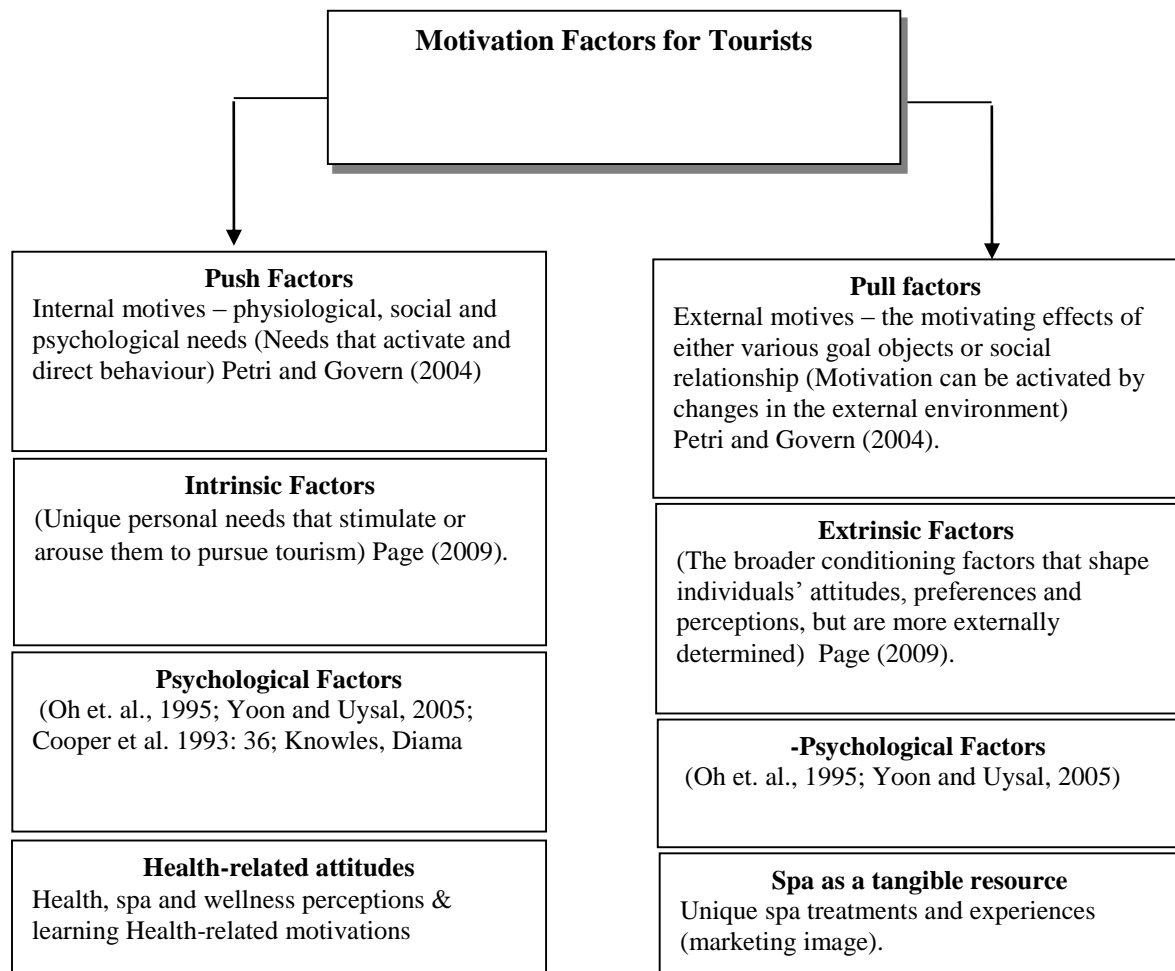 Motivation Factors for Tourists
Push Factors
Internal motives – physiological, social and
psychological needs (Needs that activate and
direct behaviour) Petri and Govern (2004)
Intrinsic Factors
(Unique personal needs that stimulate or
arouse them to pursue tourism) Page (2009).
Psychological Factors
(Oh et. al., 1995; Yoon and Uysal, 2005;
Cooper et al. 1993: 36; Knowles, Diama
Health-related attitudes
Health, spa and wellness perceptions &
learning Health-related motivations
Pull factors
External motives – the motivating effects of
either various goal objects or social
relationship (Motivation can be activated by
changes in the external environment)
Petri and Govern (2004).
Extrinsic Factors
(The broader conditioning factors that shape
individuals’ attitudes, preferences and
perceptions, but are more externally
determined)  Page (2009).
-Psychological Factors
(Oh et. al., 1995; Yoon and Uysal, 2005)
Spa as a tangible resource
Unique spa treatments and experiences
(marketing image).